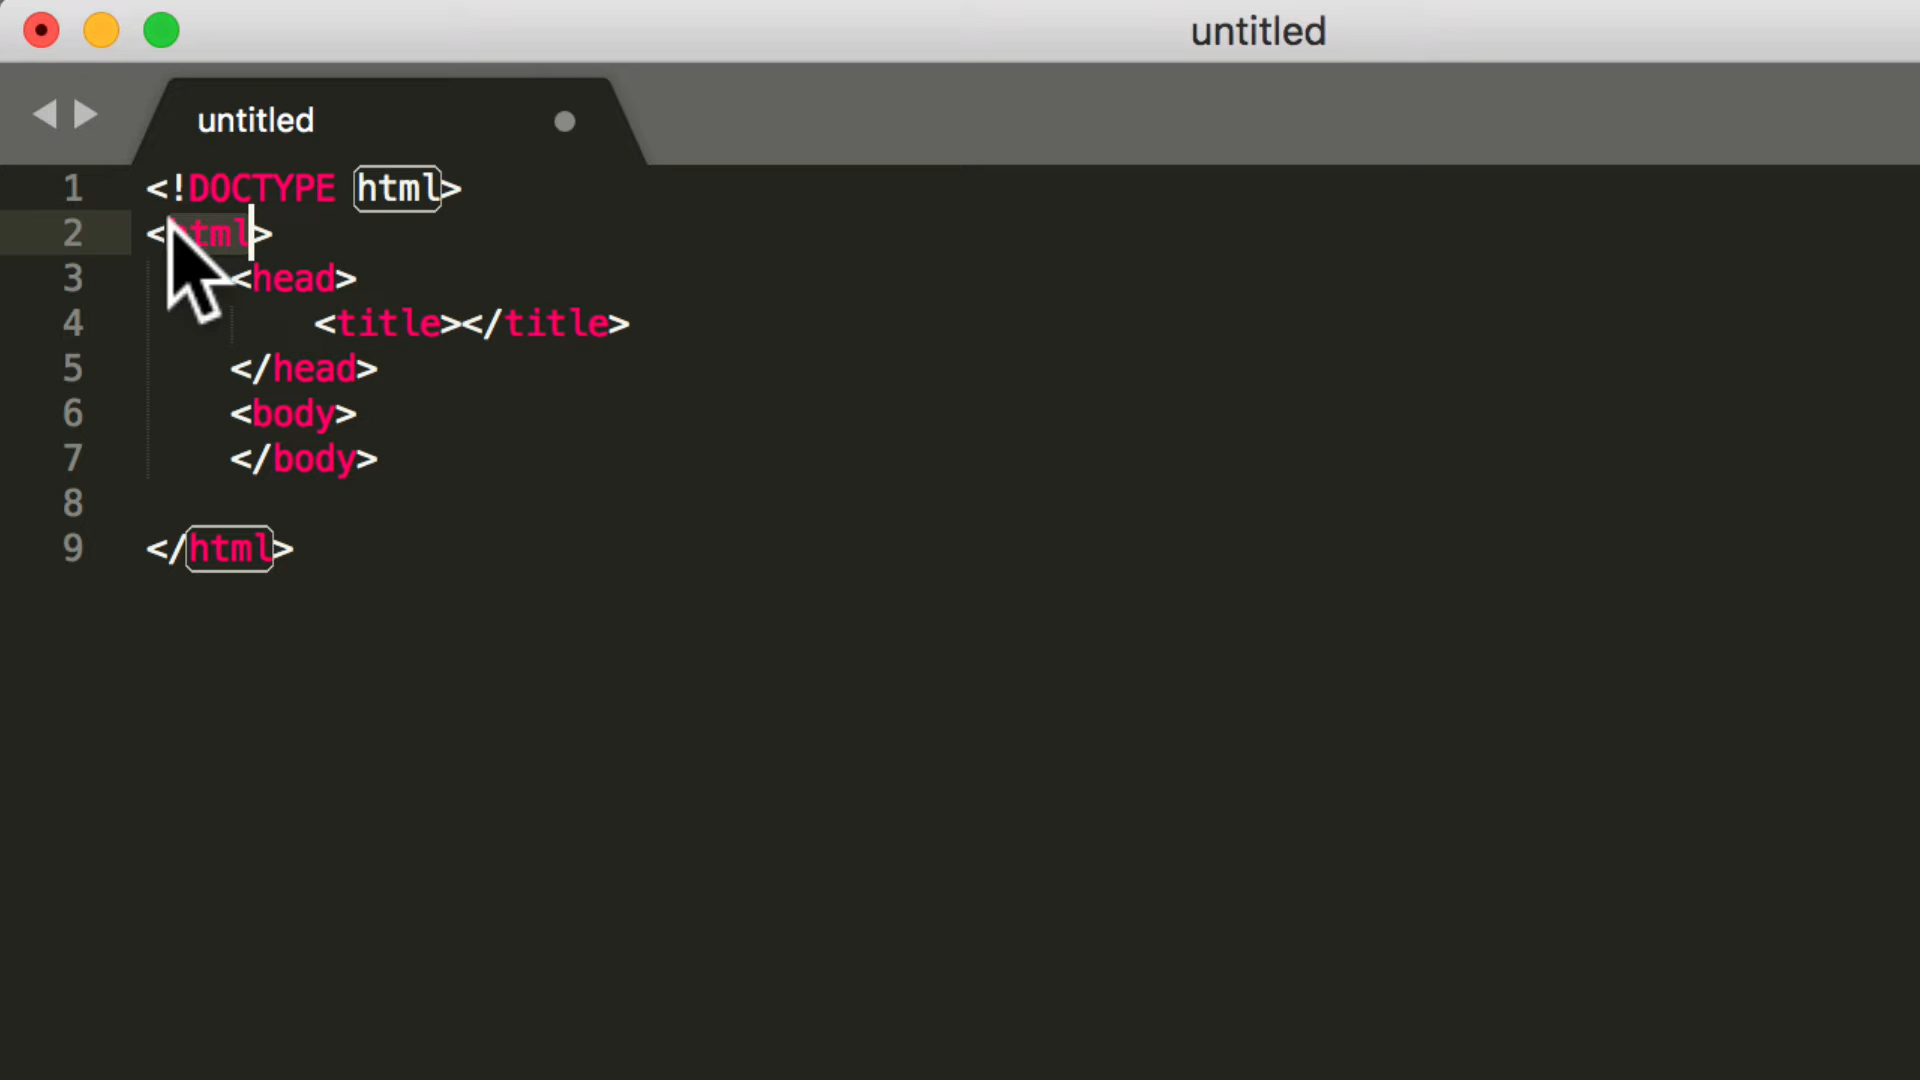 untitled
untitled
1 <!DOCTYPE html>
2 <html>
3 <head>
4 <title></title>
5 </head>
6 <body>
7 </body>
8
9 </html>